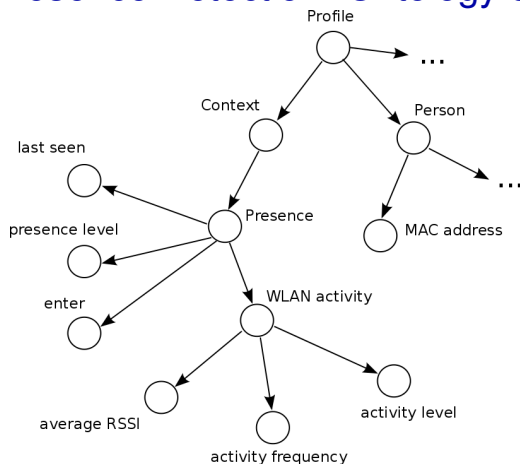 Profile
...
Context
Person
last seen
...
Presence
presence level
MAC address
enter
WLAN activity
average RSSI
activity level
activity frequency